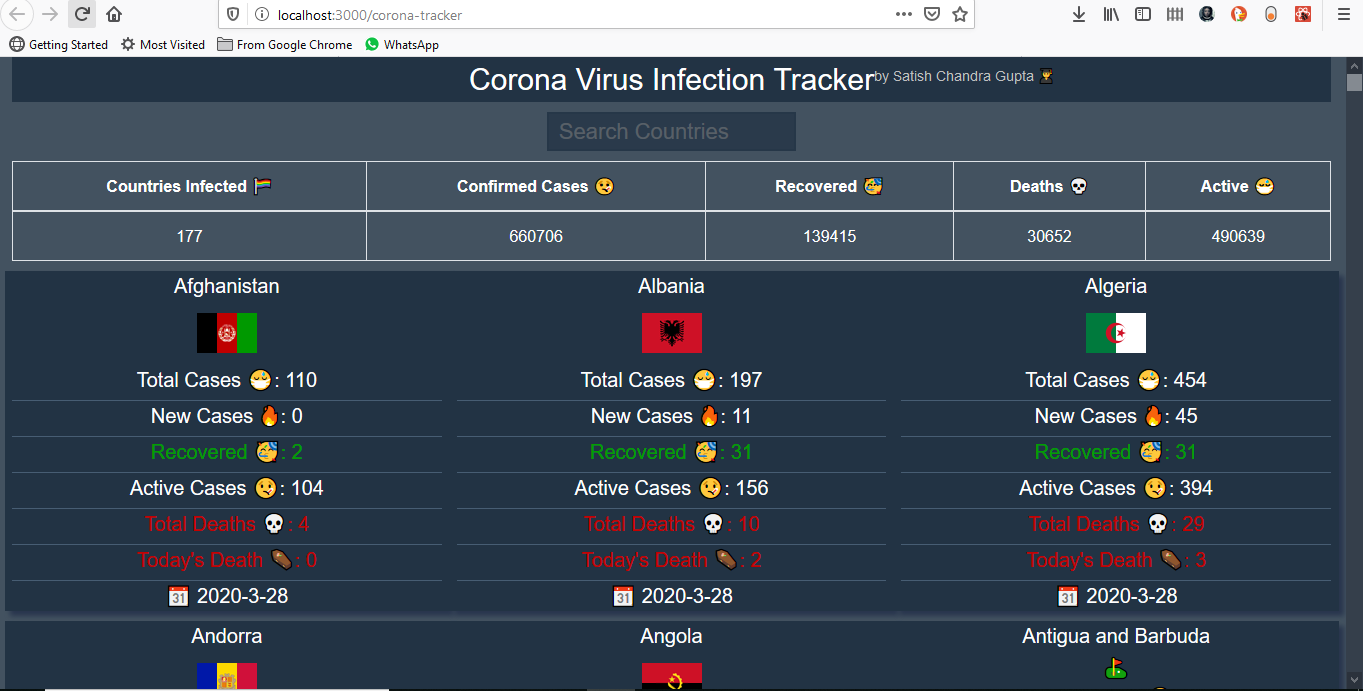 localhost:3000/corona-tracker
Getting Started Most Visited From Google Chrome WhatsApp
Corona Virus Infection Tracker by Satish Chandra Gupta
Search Countries
Countries Infected Confirmed Cases Recovered Deaths Active
177 660706 139415 30652 490639
Afghanistan Albania Algeria
Total Cases : 110 Total Cases : 197 Total Cases : 454
New Cases : 0 New Cases : 11 New Cases : 45
Recovered : 2 Recovered : 31 Recovered : 31
Active Cases : 104 Active Cases : 156 Active Cases : 394
Total Deaths : 4 Total Deaths : 10 Total Deaths : 29
Today's Death : 0 Today's Death : 2 Today's Death : 3
31 2020-3-28 31 2020-3-28 31 2020-3-28
Andorra Angola Antigua and Barbuda